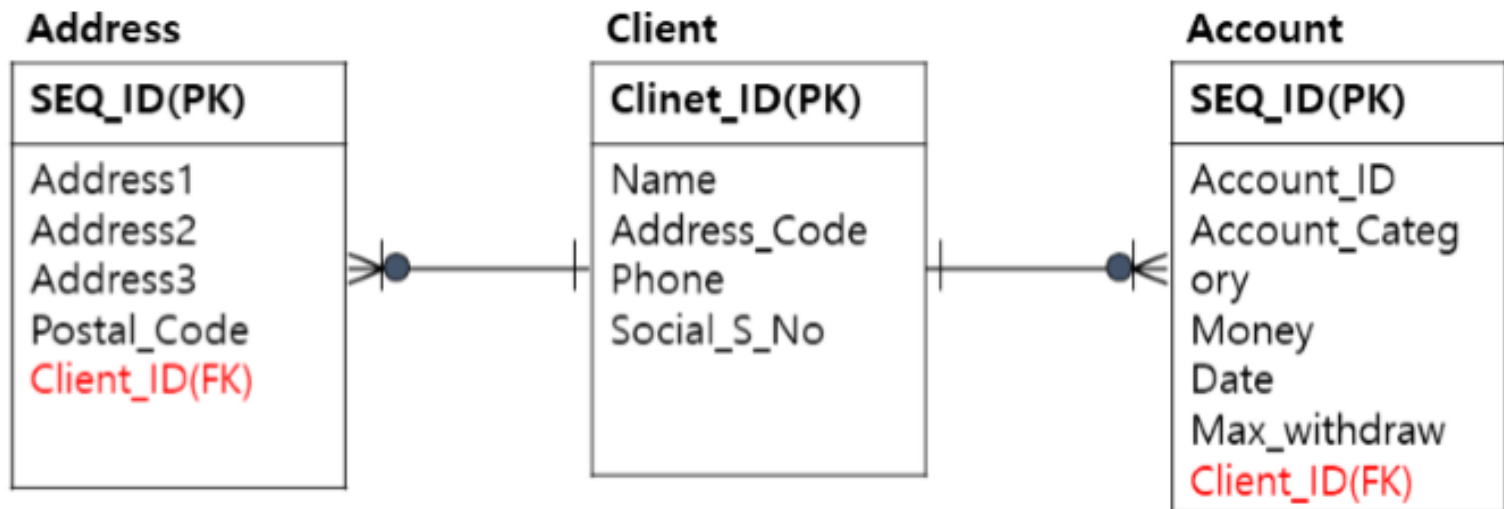 Address
SEQ_ID(PK)
Address1
Address2
Address3
Postal_Code
Client_ID(FK)
Client
Clinet_ID(PK)
Name
Address_Code
Phone
Social_S_No
Account
SEQ_ID(PK)
Account_ID
Account_Categ
ory
Money
Date
Max_withdraw
Client_ID(FK)